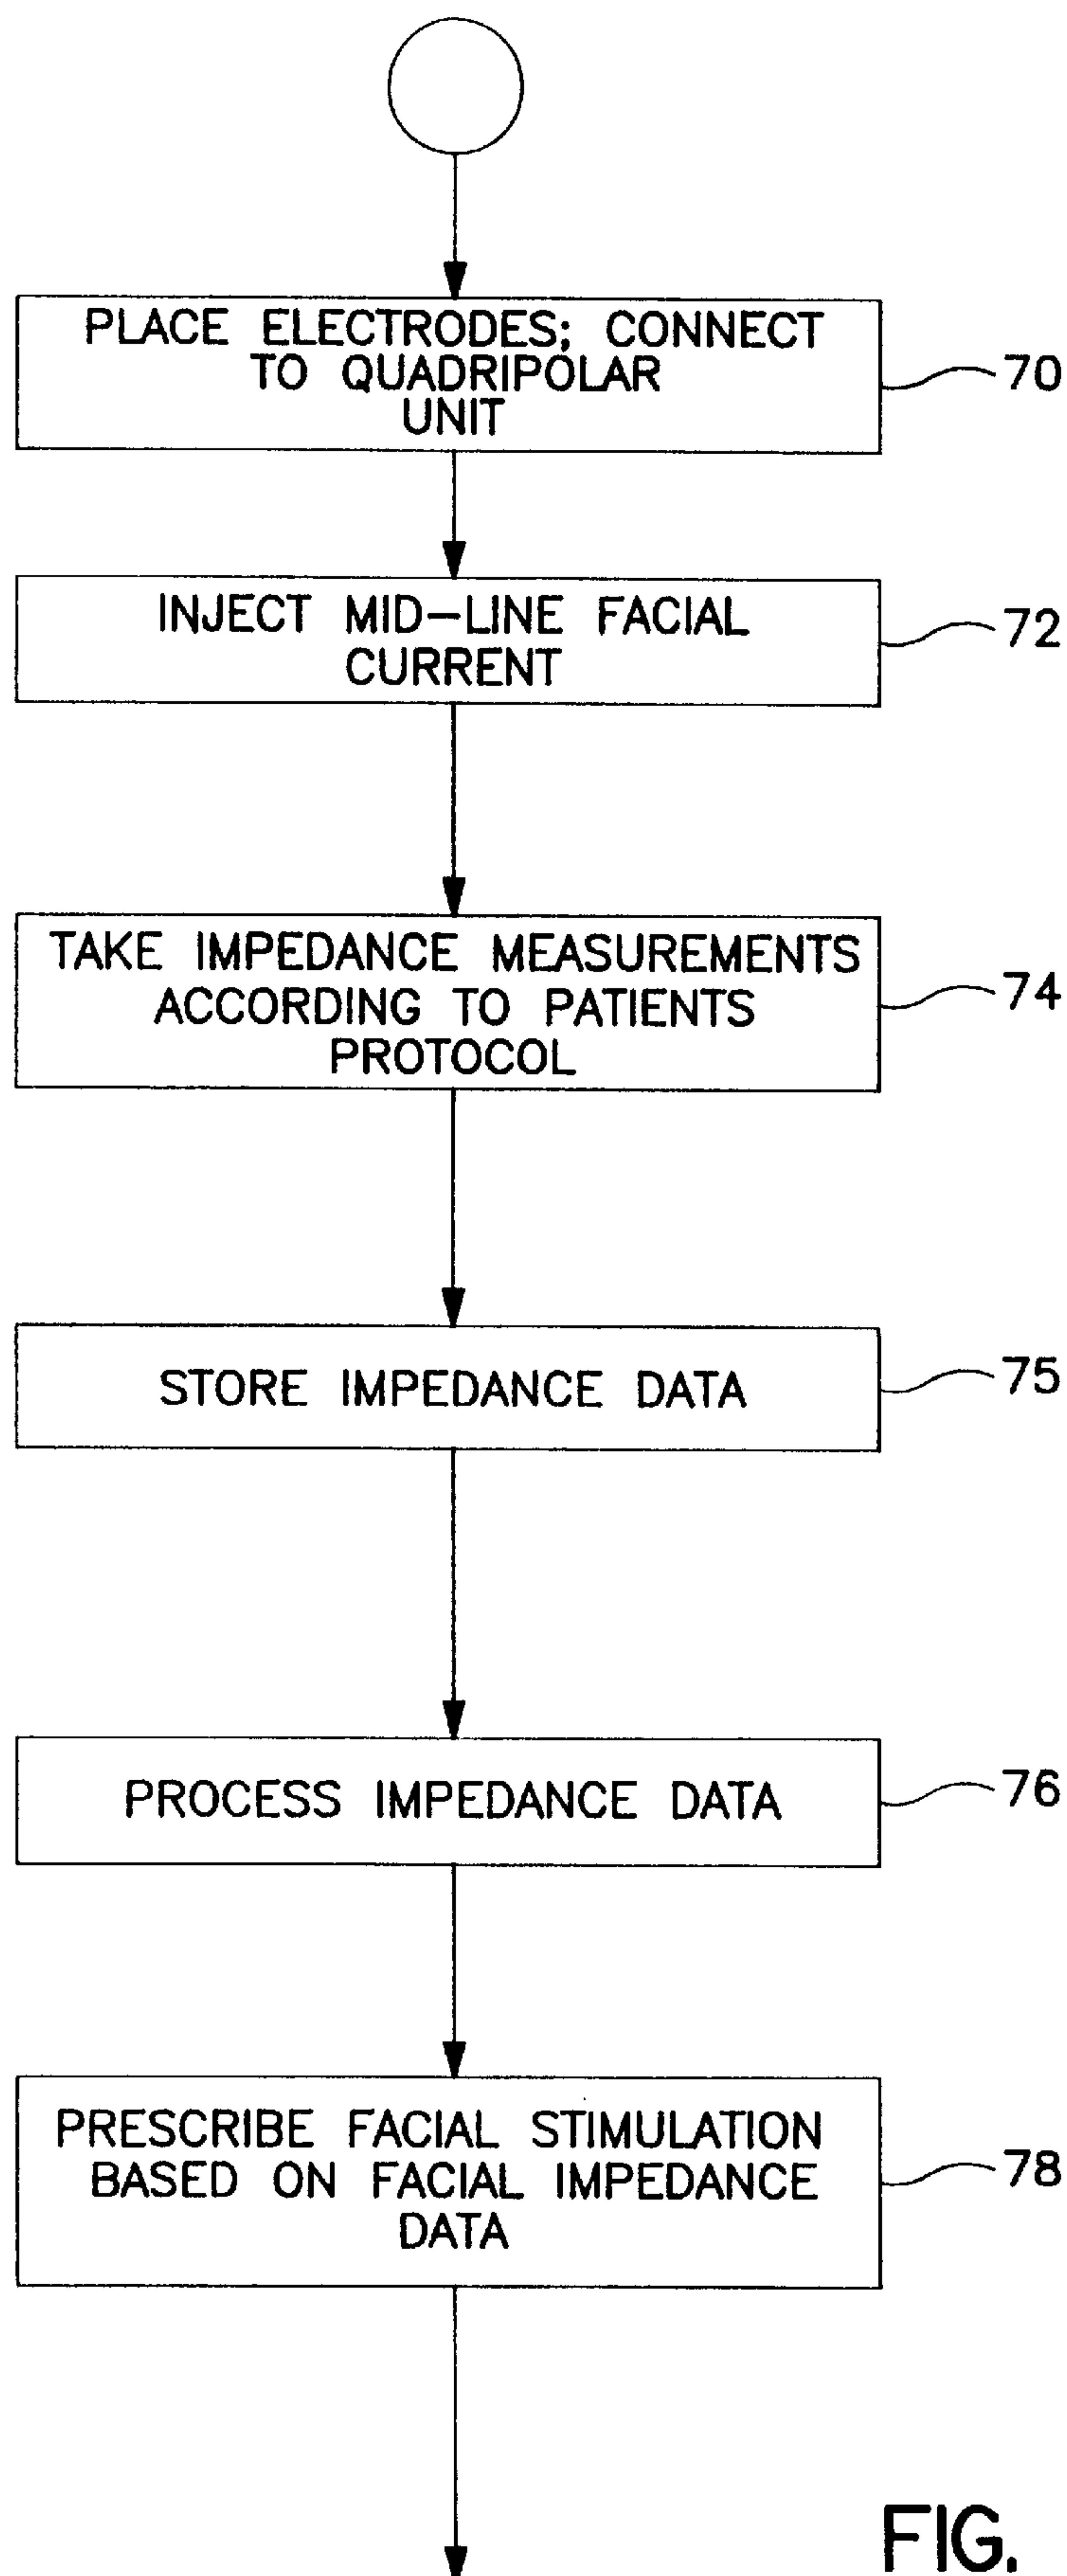 PLACE ELECTRODES; CONNECT
TO QUADRIPOLAR
UNIT
70
INJECT MID-LINE FACIAL
CURRENT
72
TAKE IMPEDANCE MEASUREMENTS
ACCORDING TO PATIENTS
PROTOCOL
74
STORE IMPEDANCE DATA
75
PROCESS IMPEDANCE DATA
76
PRESCRIBE FACIAL STIMULATION
BASED ON FACIAL IMPEDANCE
DATA
78
FIG.